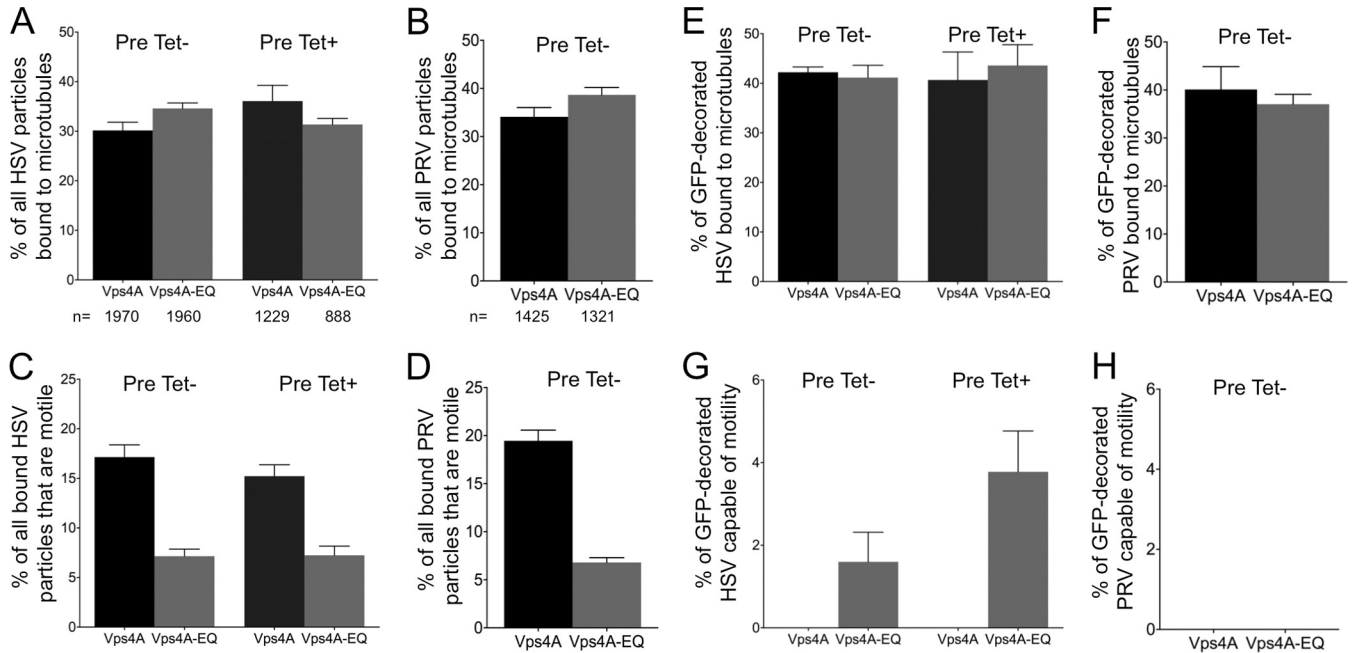 A
% of all HSV particles
bound to microtubules
Pre Tet- Pre Tet+
50
40
30
20
10
0
Vps4A Vps4A-EQ Vps4A Vps4A-EQ
n= 1970 1960 1229 888
B
% of all PRV particles
bound to microtubules
Pre Tet-
50
40
30
20
10
0
Vps4A Vps4A-EQ
n= 1425 1321
E
% of GFP-decorated
HSV bound to microtubules
Pre Tet- Pre Tet+
50
40
30
20
10
0
Vps4A Vps4A-EQ Vps4A Vps4A-EQ
F
% of GFP-decorated
PRV bound to microtubules
Pre Tet-
50
40
30
20
10
0
Vps4A Vps4A-EQ
C
% of all bound HSV
particles that are motile
Pre Tet- Pre Tet+
25
20
15
10
5
0
Vps4A Vps4A-EQ Vps4A Vps4A-EQ
D
% of all bound PRV
particles that are motile
Pre Tet-
25
20
15
10
5
0
Vps4A Vps4A-EQ
G
% of GFP-decorated
HSV capable of motility
Pre Tet- Pre Tet+
6
4
2
0
Vps4A Vps4A-EQ Vps4A Vps4A-EQ
H
% of GFP-decorated
PRV capable of motility
Pre Tet-
6
4
2
0
Vps4A Vps4A-EQ